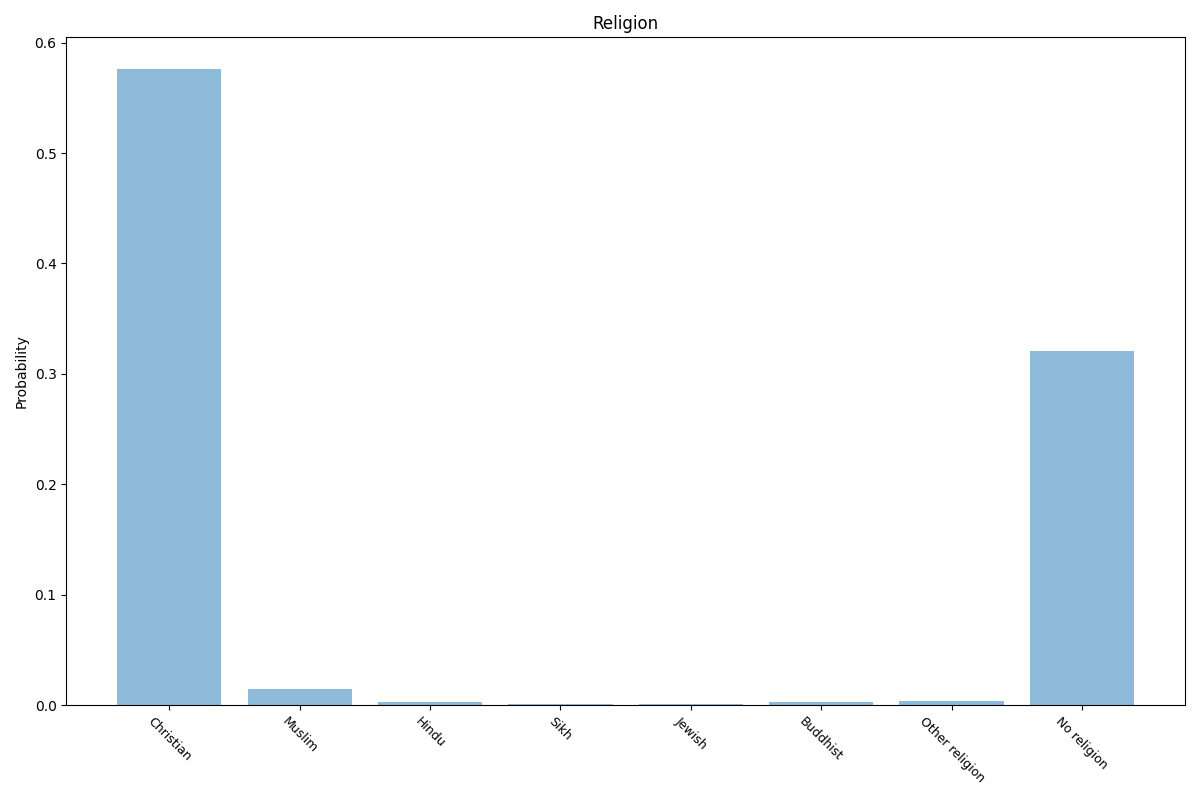 Religion
0.6
0.5
0.4
0.3
0.2
0.1
0.0
Probability
Christian
Muslim
Hindu
Sikh
Jewish
Buddhist
Other religion
No religion